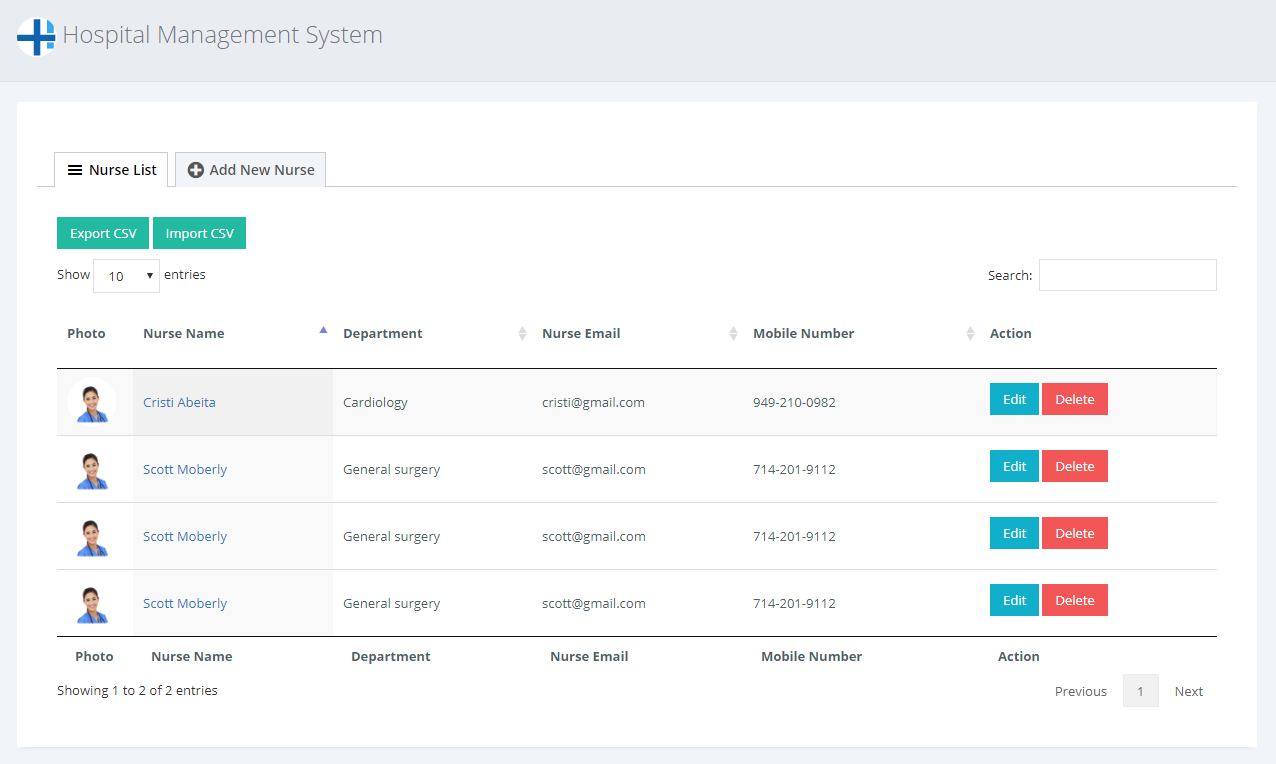 Hospital Management System
Nurse List Add New Nurse
Export CSV Import CSV
Show 10 entries Search:
Photo Nurse Name Department Nurse Email Mobile Number Action
Cristi Abeita Cardiology cristi@gmail.com 949-210-0982 Edit Delete
Scott Moberly General surgery scott@gmail.com 714-201-9112 Edit Delete
Scott Moberly General surgery scott@gmail.com 714-201-9112 Edit Delete
Scott Moberly General surgery scott@gmail.com 714-201-9112 Edit Delete
Photo Nurse Name Department Nurse Email Mobile Number Action
Showing 1 to 2 of 2 entries Previous 1 Next